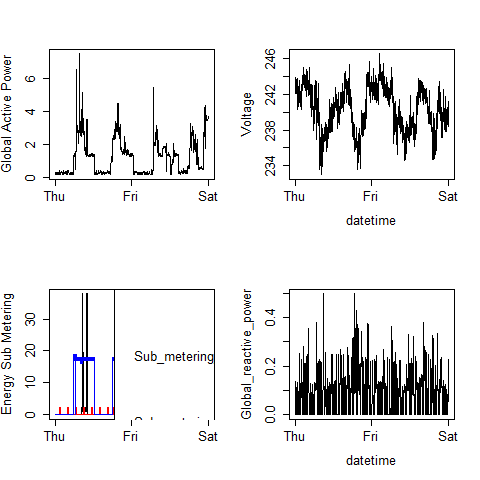 Global Active Power
0 2 4 6
Thu Fri Sat
Voltage
234 238 242 246
Thu Fri Sat
datetime
Energy Sub Metering
0 10 20 30
Sub_metering
Thu Fri Sat
Global_reactive_power
0.0 0.2 0.4
Thu Fri Sat
datetime